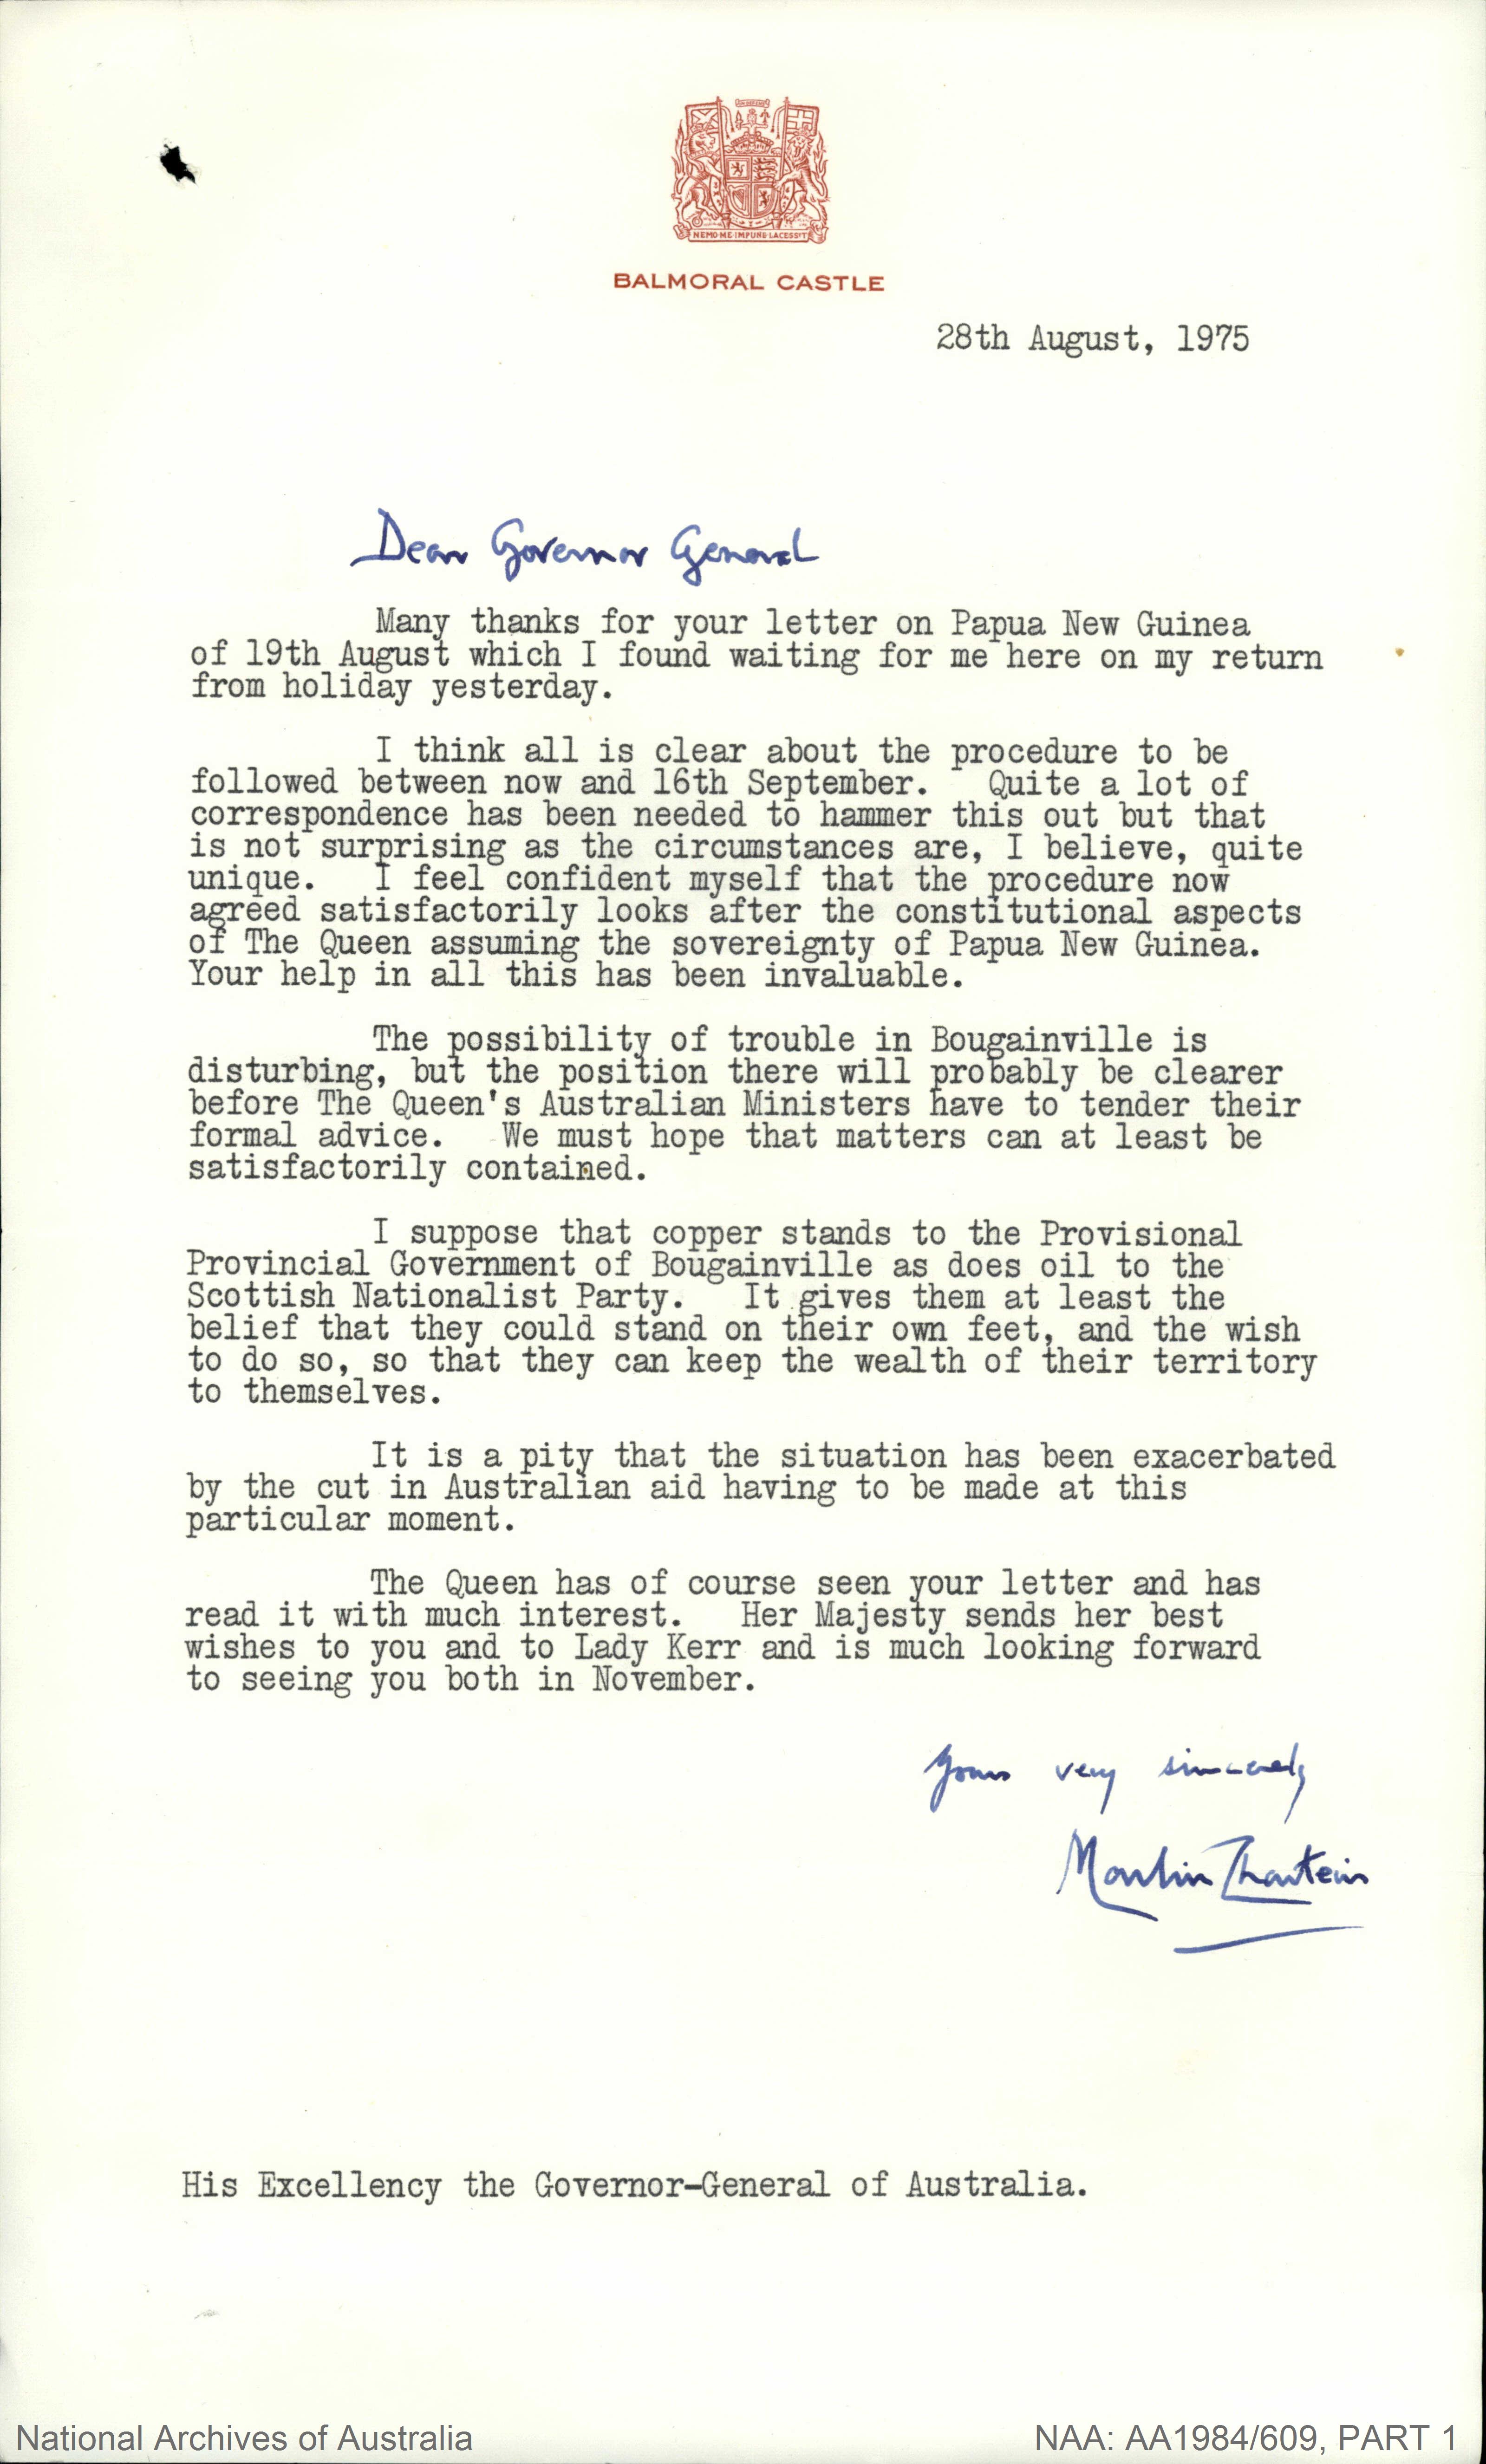 NEMO·ME·IMPUNE·LACESSIT
BALMORAL CASTLE
28th August, 1975
Dear Governor General
Many thanks for your letter on Papua New Guinea
of 19th August which I found waiting for me here on my return
from holiday yesterday.
I think all is clear about the procedure to be
followed between now and 16th September. Quite a lot of
correspondence has been needed to hammer this out but that
is not surprising as the circumstances are, I believe, quite
unique. I feel confident myself that the procedure now
agreed satisfactorily looks after the constitutional aspects
of The Queen assuming the sovereignty of Papua New Guinea.
Your help in all this has been invaluable.
The possibility of trouble in Bougainville is
disturbing, but the position there will probably be clearer
before The Queen's Australian Ministers have to tender their
formal advice. We must hope that matters can at least be
satisfactorily contained.
I suppose that copper stands to the Provisional
Provincial Government of Bougainville as does oil to the
Scottish Nationalist Party. It gives them at least the
belief that they could stand on their own feet, and the wish
to do so, so that they can keep the wealth of their territory
to themselves.
It is a pity that the situation has been exacerbated
by the cut in Australian aid having to be made at this
particular moment.
The Queen has of course seen your letter and has
read it with much interest. Her Majesty sends her best
wishes to you and to Lady Kerr and is much looking forward
to seeing you both in November.
Yours very sincerely
Martin Charteris
His Excellency the Governor-General of Australia.
National Archives of Australia
NAA: AA1984/609, PART 1